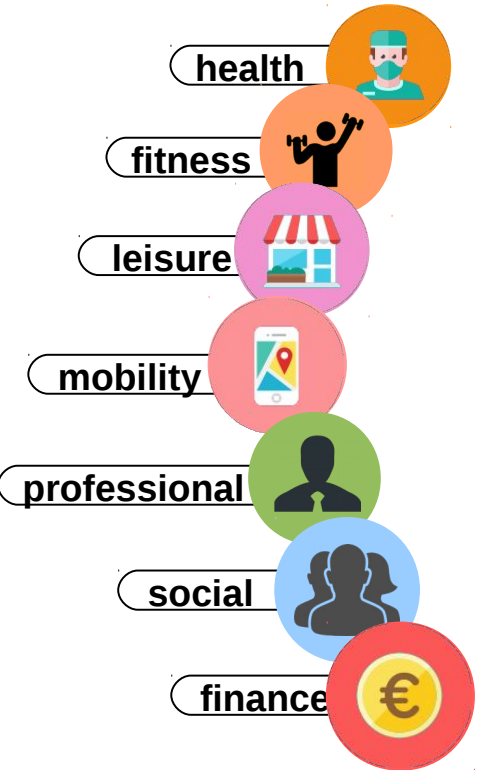 health
fitness
leisure
mobility
professional
social
finance
€